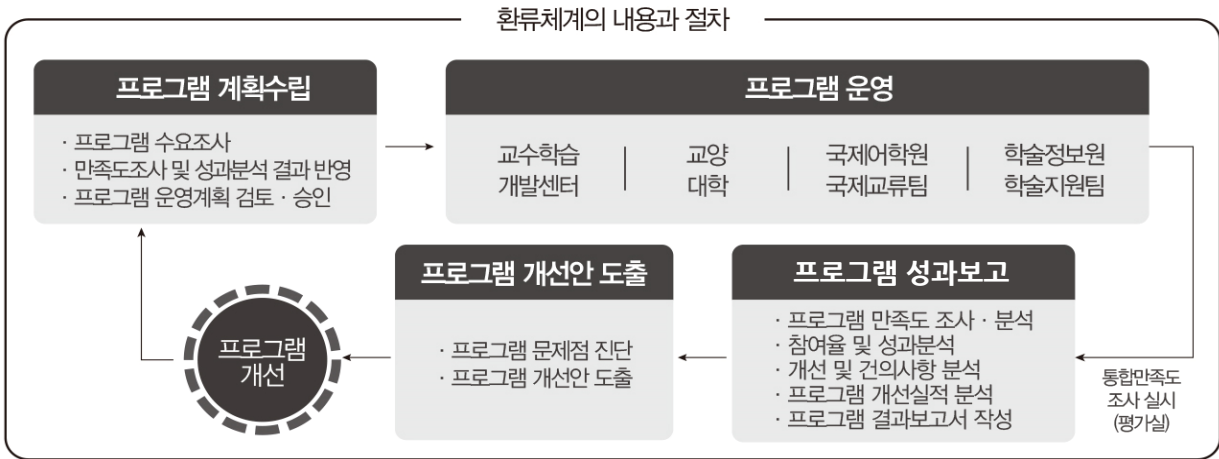 환류체계의 내용과 절차
프로그램 계획수립
· 프로그램 수요조사
· 만족도조사 및 성과분석 결과 반영
· 프로그램 운영계획 검토 · 승인
프로그램 운영
교수학습
개발센터
교양
대학
국제어학원
국제교류팀
학술정보원
학술지원팀
통합만족도
조사 실시
(평가실)
프로그램 성과보고
· 프로그램 만족도 조사 · 분석
· 참여율 및 성과분석
· 개선 및 건의사항 분석
· 프로그램 개선실적 분석
· 프로그램 결과보고서 작성
프로그램 개선안 도출
· 프로그램 문제점 진단
· 프로그램 개선안 도출
프로그램
개선